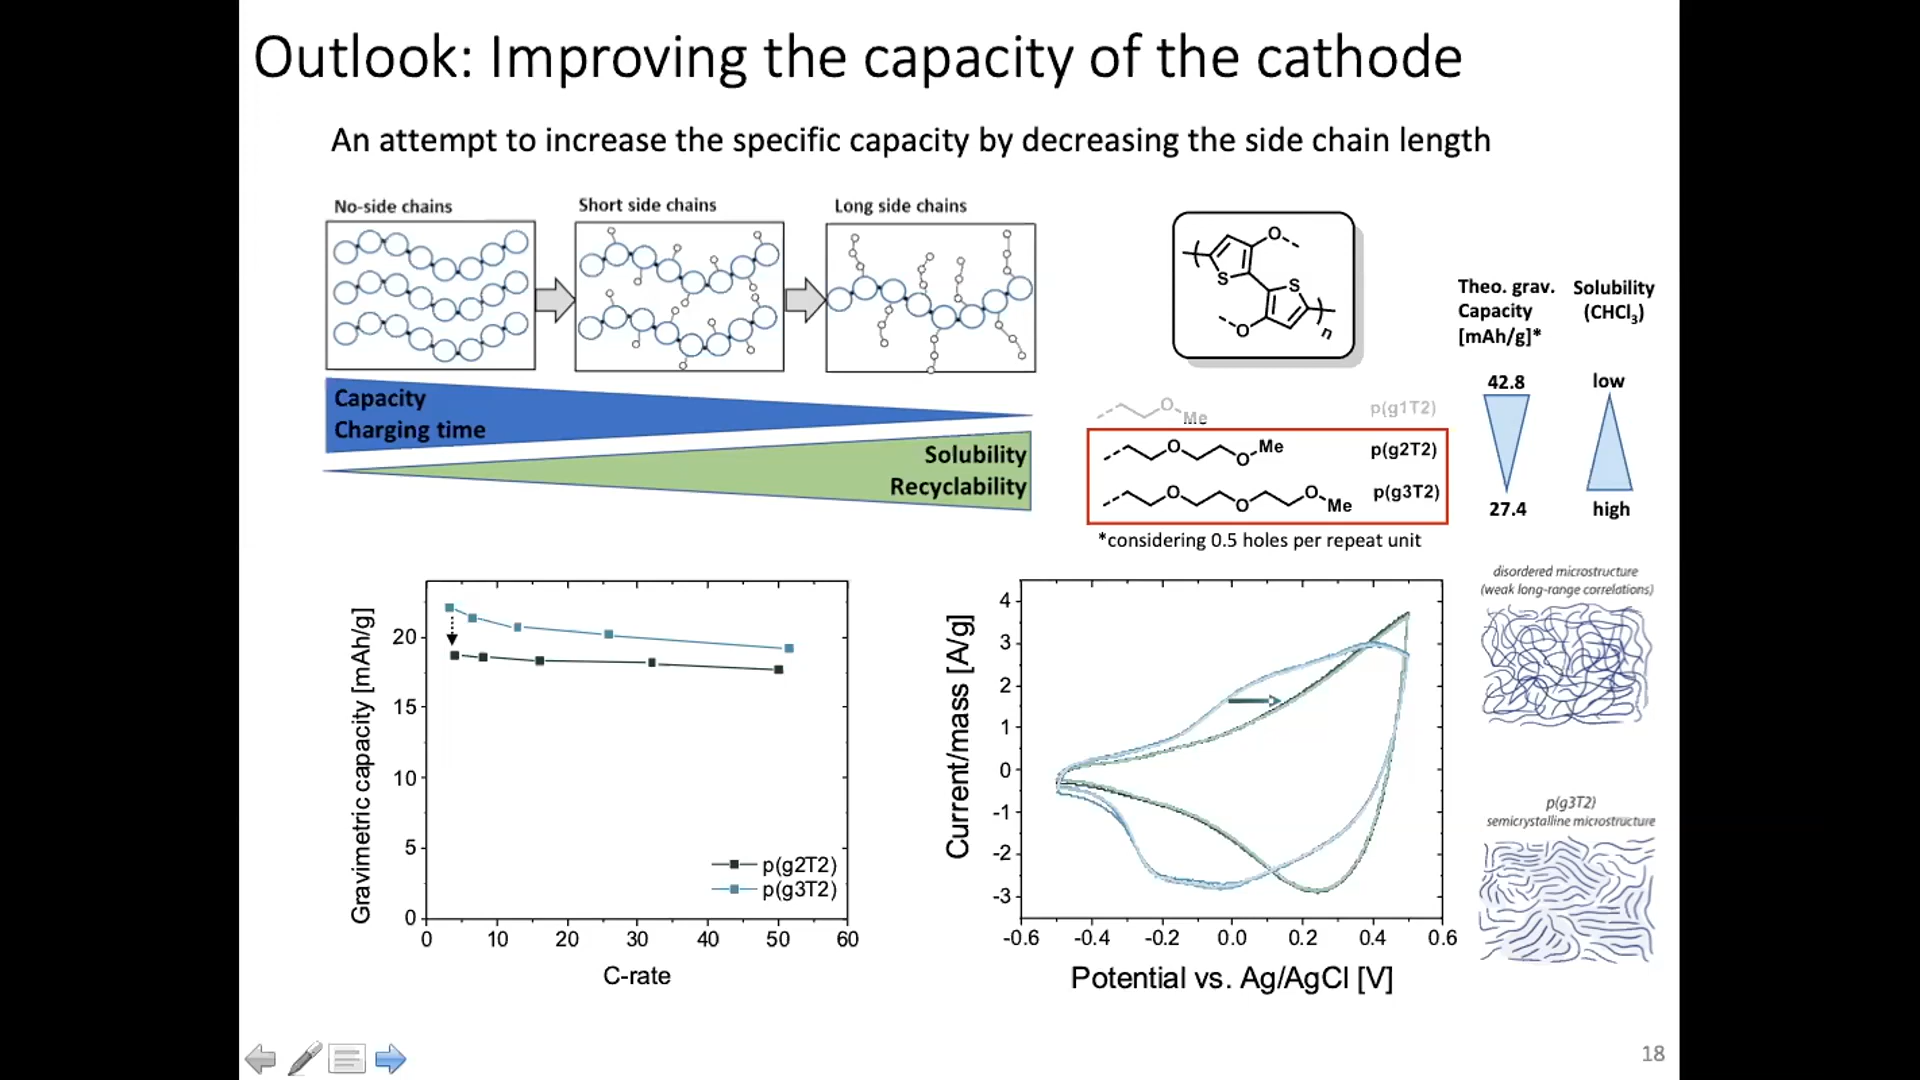 Outlook: Improving the capacity of the cathode
An attempt to increase the specific capacity by decreasing the side chain length
No-side chains
Short side chains
Long side chains
Capacity
Charging time
Solubility
Recyclability
O
S
S
O
n
Theo. grav.
Capacity
[mAh/g]*
Solubility
(CHCl3)
42.8
low
27.4
high
O
Me
p(g1T2)
O
O
Me
p(g2T2)
O
O
O
Me
p(g3T2)
*considering 0.5 holes per repeat unit
Gravimetric capacity [mAh/g]
20
15
10
5
0
0 10 20 30 40 50 60
C-rate
p(g2T2)
p(g3T2)
Current/mass [A/g]
4
3
2
1
0
-1
-2
-3
-0.6 -0.4 -0.2 0.0 0.2 0.4 0.6
Potential vs. Ag/AgCl [V]
disordered microstructure
(weak long-range correlations)
p(g3T2)
semicrystalline microstructure
18